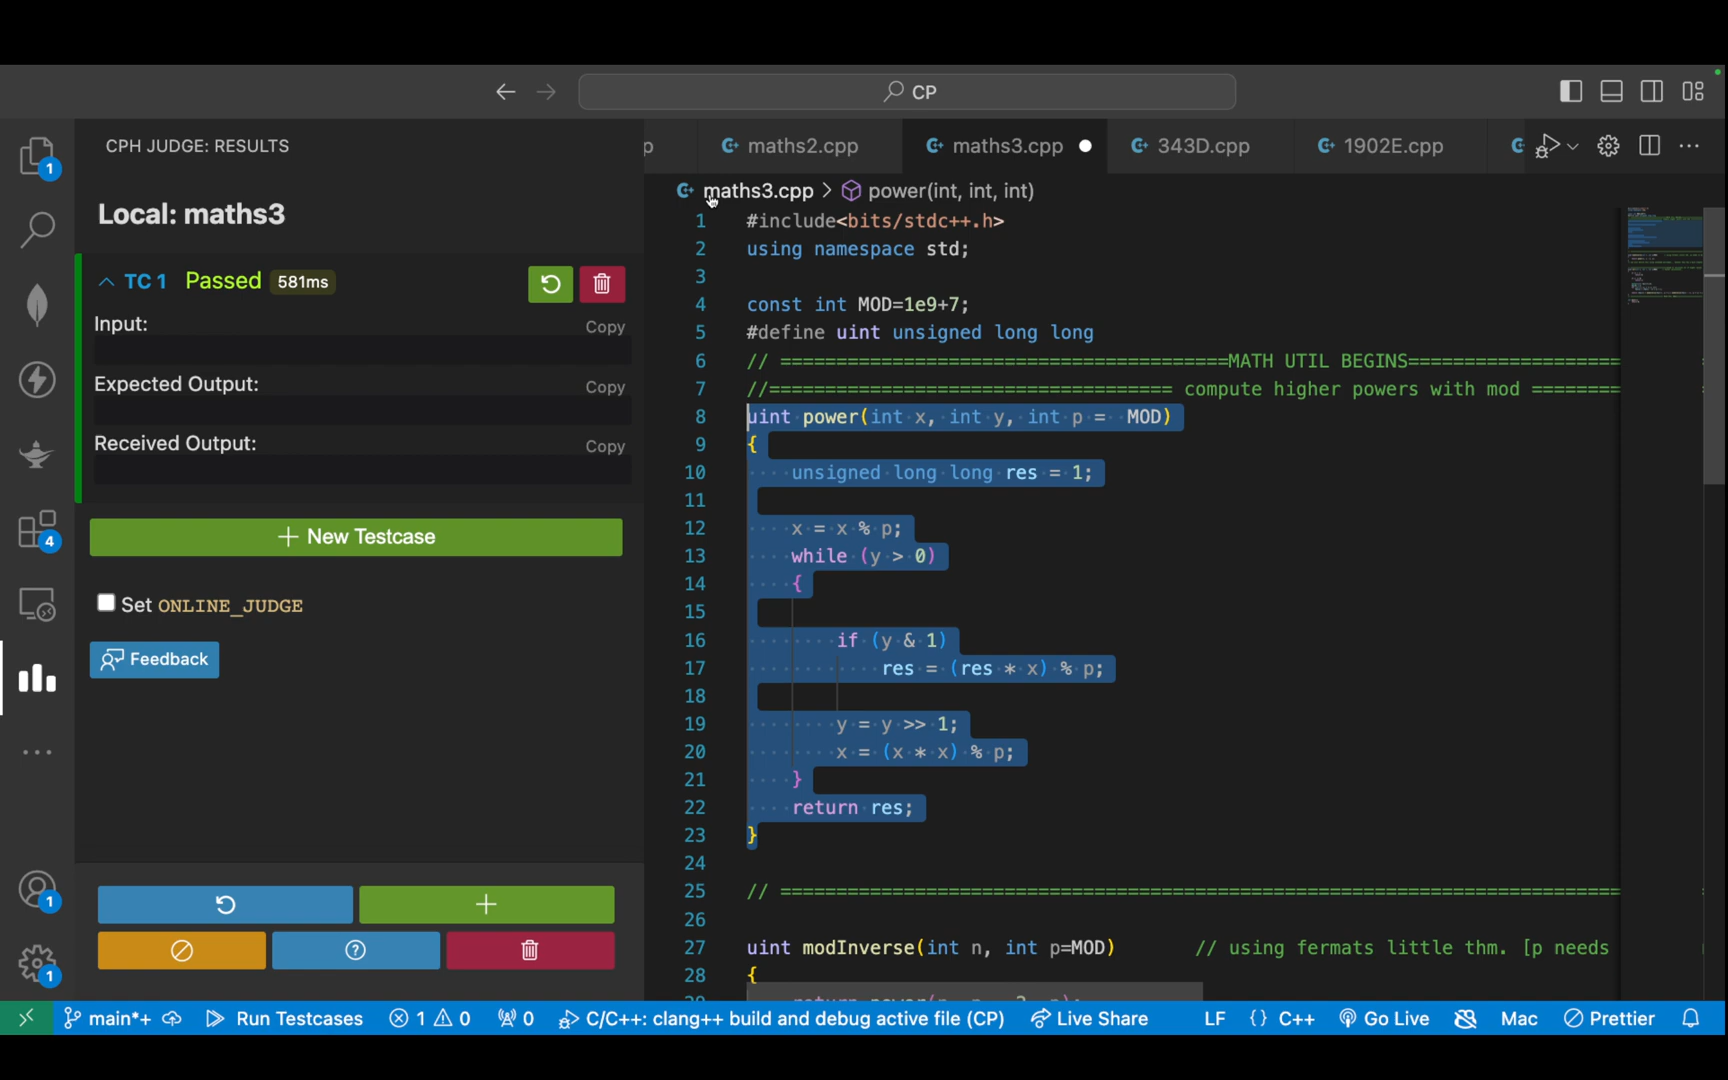 CP
CPH JUDGE: RESULTS
p
maths2.cpp
maths3.cpp
343D.cpp
1902E.cpp
maths3.cpp > power(int, int, int)
Local: maths3
TC 1 Passed 581ms
Input:
Copy
Expected Output:
Copy
Received Output:
Copy
+ New Testcase
Set ONLINE_JUDGE
Feedback
1 #include<bits/stdc++.h>
2 using namespace std;
3
4 const int MOD=1e9+7;
5 #define uint unsigned long long
6 // ========================================MATH UTIL BEGINS===================
7 //==================================== compute higher powers with mod ========
8 uint power(int x, int y, int p =  MOD)
9 {
10 unsigned long long res = 1;
11
12 x = x % p;
13 while (y > 0)
14 {
15
16 if (y & 1)
17 res = (res * x) % p;
18
19 y = y >> 1;
20 x = (x * x) % p;
21 }
22 return res;
23 }
24
25 // ===========================================================================
26
27 uint modInverse(int n, int p=MOD) // using fermats little thm. [p needs
28 {
1
4
1
1
main*+
Run Testcases
1
0
0
C/C++: clang++ build and debug active file (CP)
Live Share
LF
{} C++
Go Live
Mac
Prettier